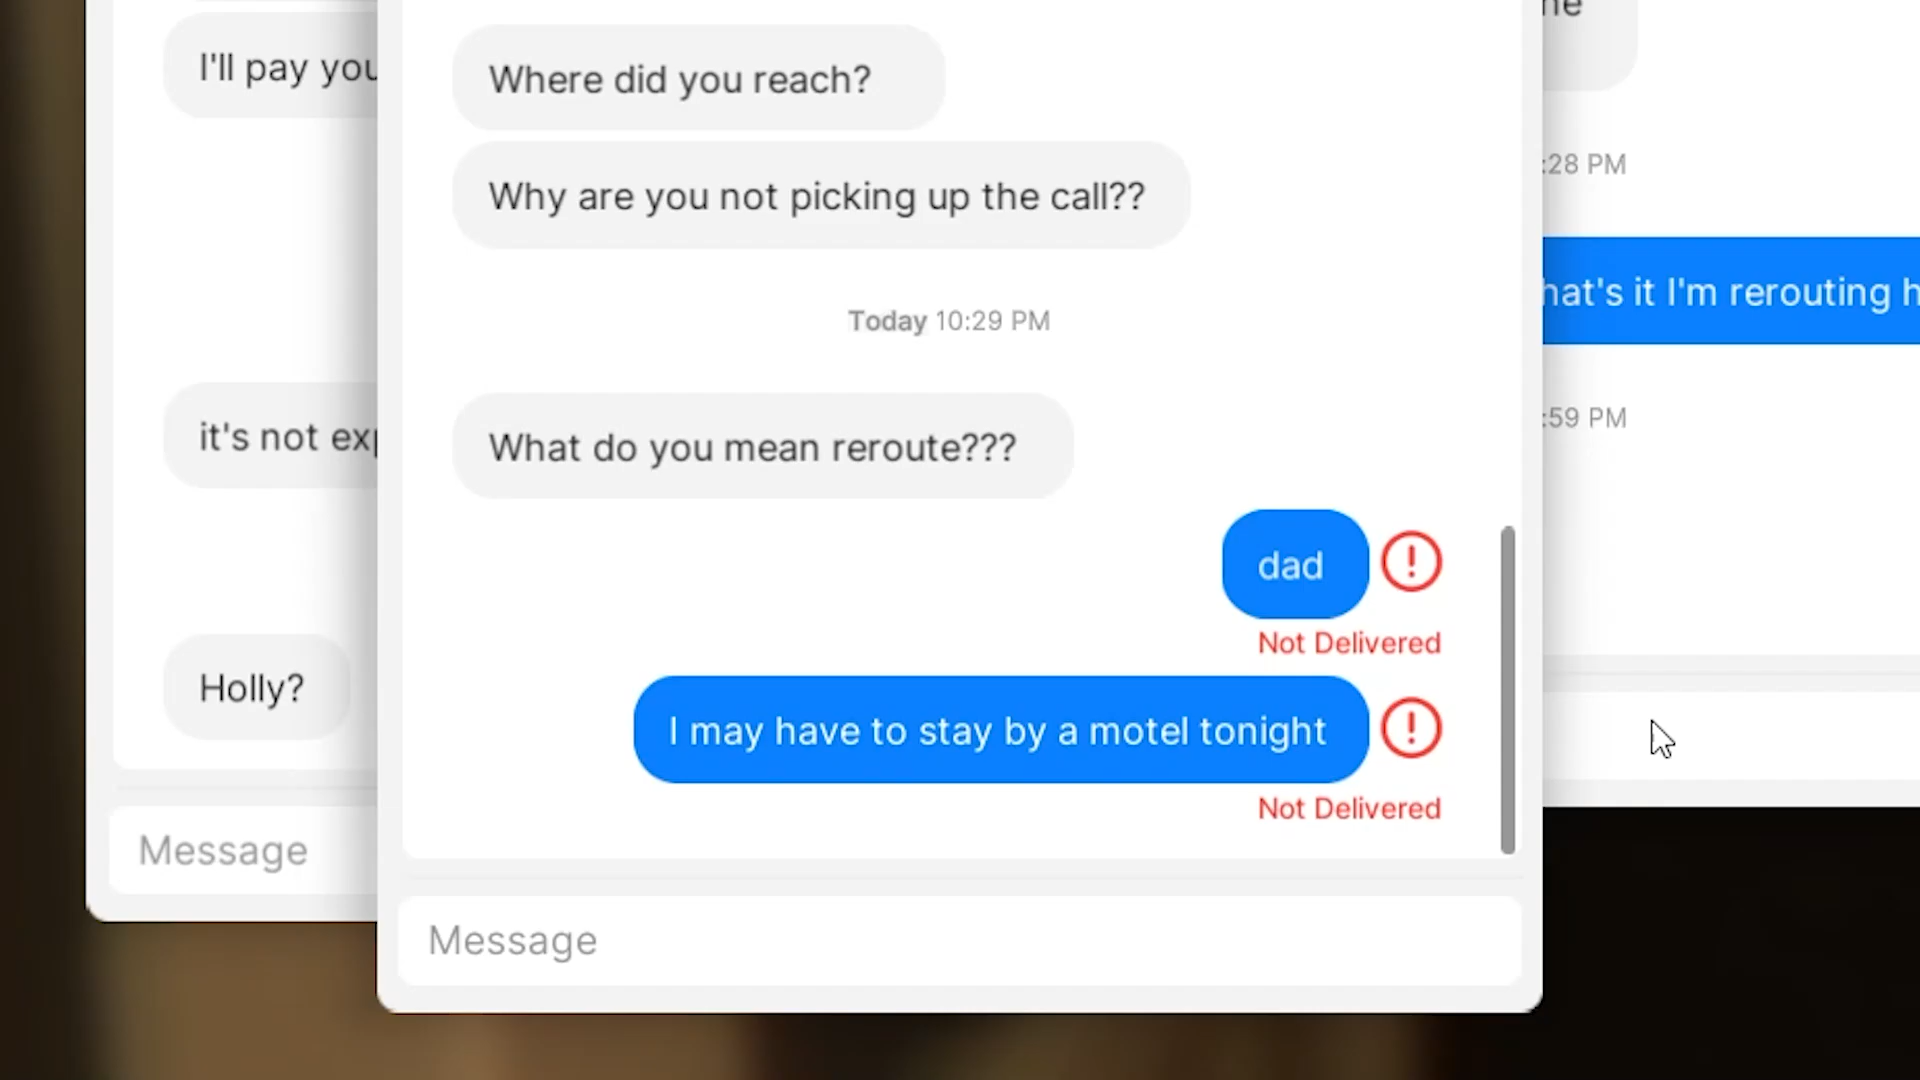 I'll pay you
it's not
Holly?
Message
Where did you reach?
Why are you not picking up the call??
Today 10:29 PM
What do you mean reroute???
dad
Not Delivered
I may have to stay by a motel tonight
Not Delivered
Message
:28 PM
it I'm rerouting
:59 PM